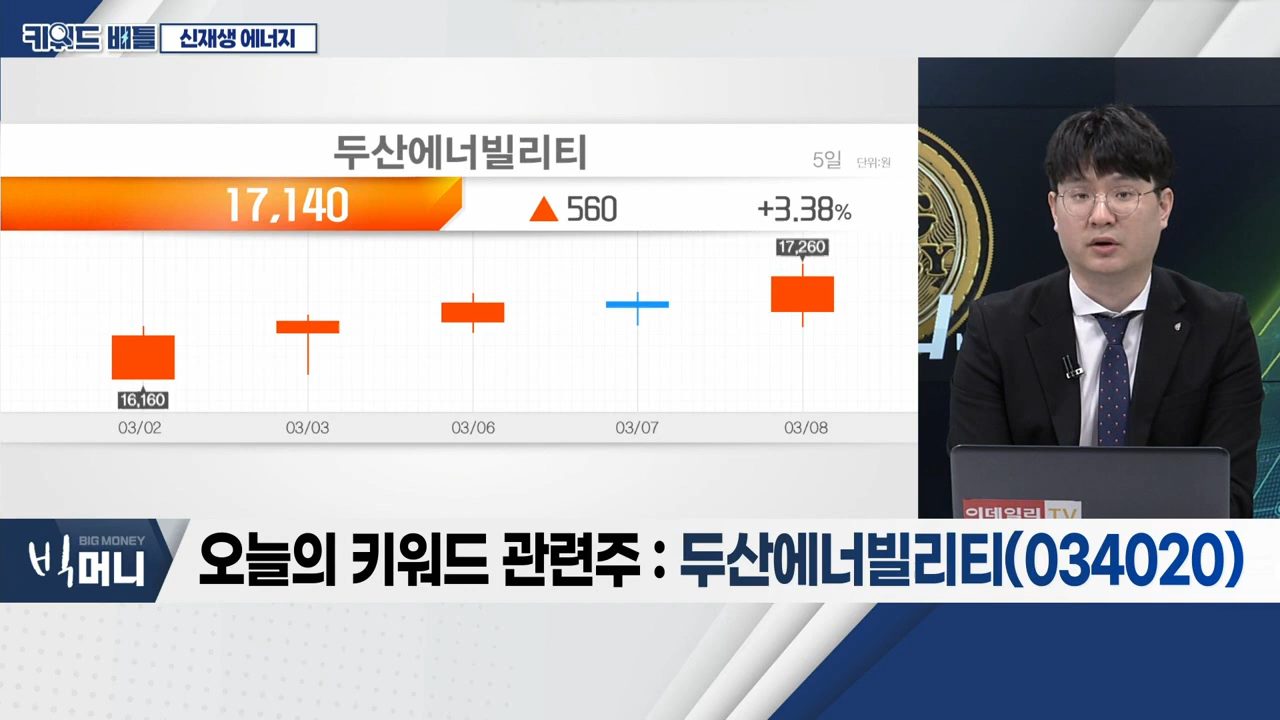 키워드 배틀
신재생 에너지
두산에너빌리티
5일 단위:원
17,140 ▲ 560 +3.38%
17,260
16,160
03/02 03/03 03/06 03/07 03/08
이데일리 TV
BIG MONEY
빅머니
오늘의 키워드 관련주 : 두산에너빌리티(034020)